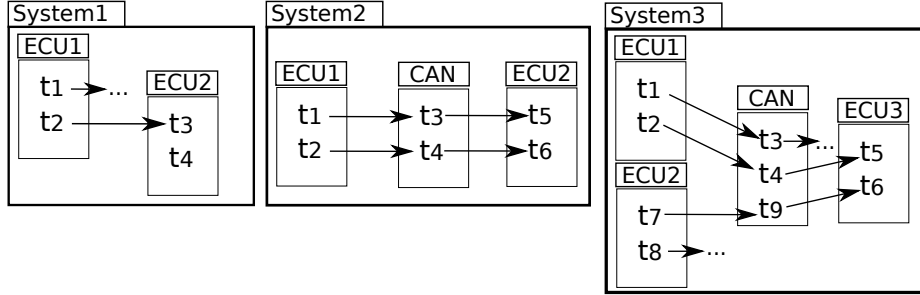 System1
ECU1
t1 ...
t2
ECU2
t3
t4
System2
ECU1
t1
t2
CAN
t3
t4
ECU2
t5
t6
System3
ECU1
t1
t2
ECU2
t7
t8 ...
CAN
t3 ...
t4
t9
ECU3
t5
t6